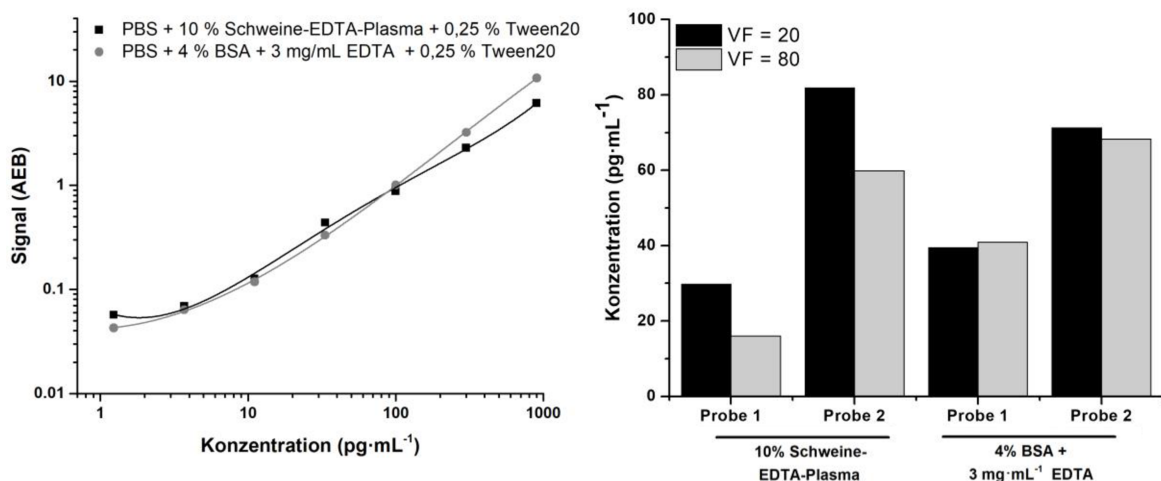 PBS + 10 % Schweine-EDTA-Plasma + 0,25 % Tween20
PBS + 4 % BSA + 3 mg/mL EDTA + 0,25 % Tween20
Signal (AEB)
10
1
0.1
0.01
1
10
100
1000
Konzentration (pg·mL⁻¹)
VF = 20
VF = 80
Konzentration (pg·mL⁻¹)
100
80
60
40
20
0
Probe 1
Probe 2
Probe 1
Probe 2
10% Schweine-
EDTA-Plasma
4% BSA +
3 mg·mL⁻¹ EDTA